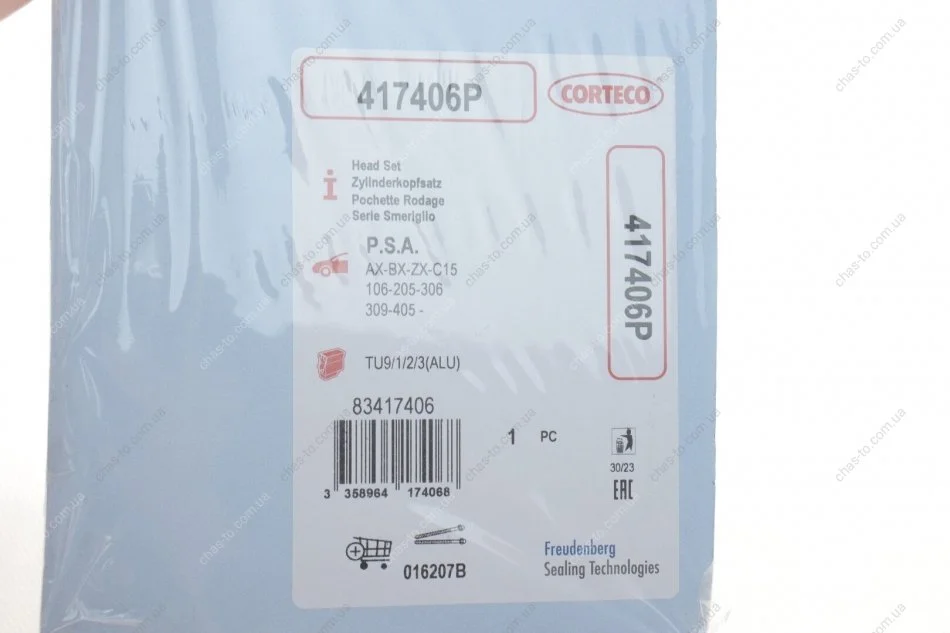 417406P
CORTECO
Head Set
Zylinderkopfsatz
Pochette Rodage
Serie Smeriglio
417406P
P.S.A.
AX-BX-ZX-C15
106-205-306
309-405 -
TU9/1/2/3(ALU)
83417406
1 PC
3 358964 174068
30/23
EAC
016207B
Freudenberg
Sealing Technologies
chas-to.com.ua